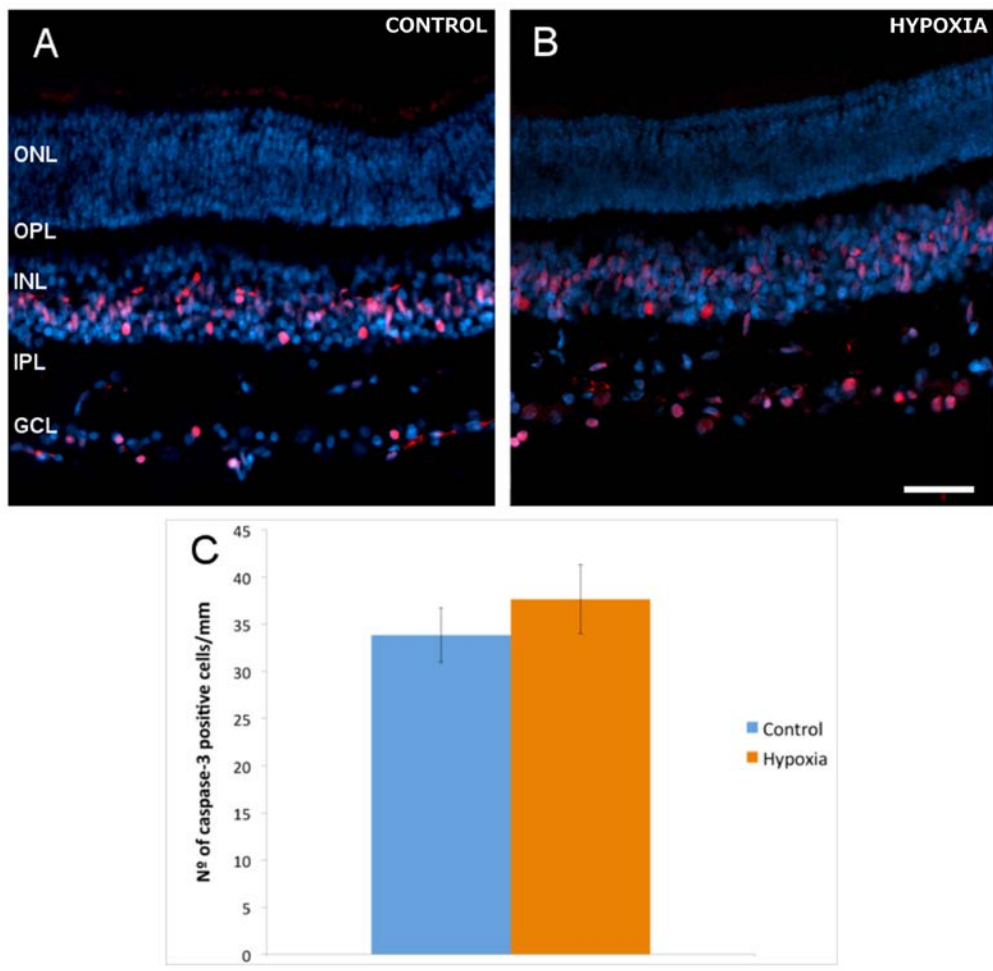 A
CONTROL
B
HYPOXIA
ONL
OPL
INL
IPL
GCL
C
Nº of caspase-3 positive cells/mm
45
40
35
30
25
20
15
10
5
0
Control
Hypoxia